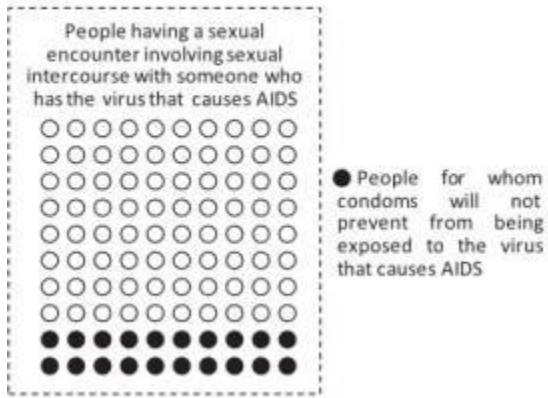 People having a sexual
encounter involving sexual
intercourse with someone who
has the virus that causes AIDS
People for whom
condoms will not
prevent from being
exposed to the virus
that causes AIDS